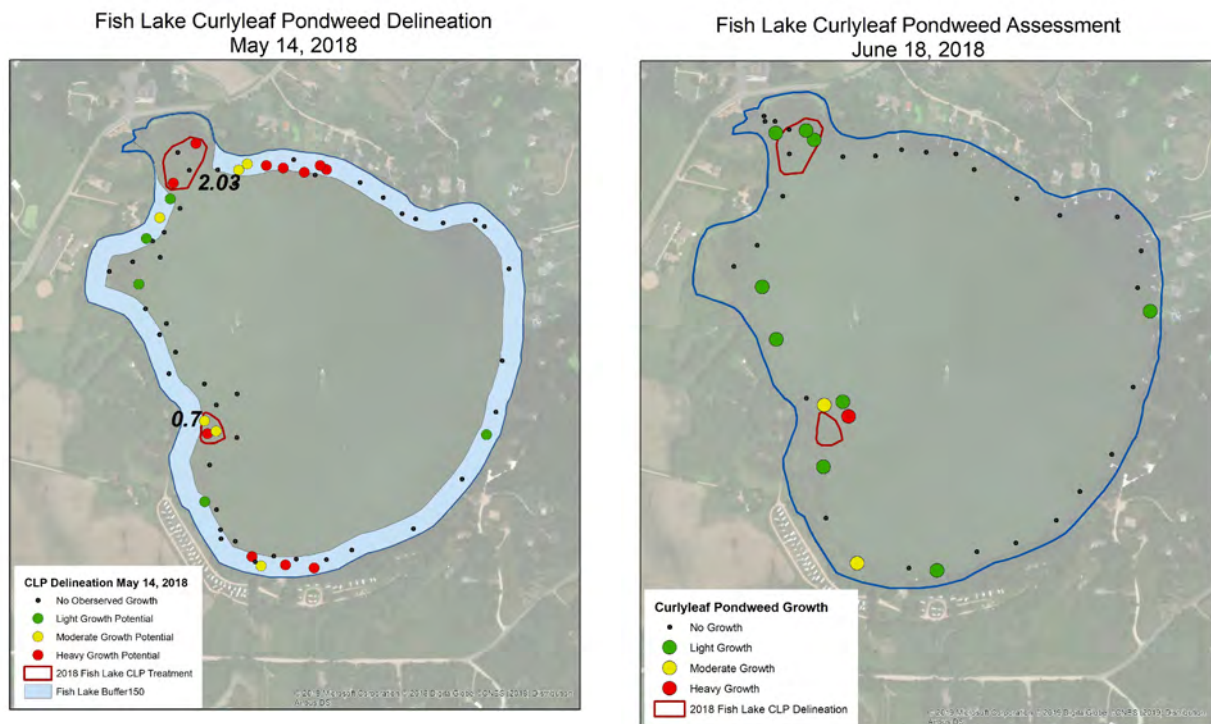 Fish Lake Curlyleaf Pondweed Delineation
May 14, 2018
2.03
0.7
CLP Delineation May 14, 2018
No Oberserved Growth
Light Growth Potential
Moderate Growth Potential
Heavy Growth Potential
2018 Fish Lake CLP Treatment
Fish Lake Buffer150
Fish Lake Curlyleaf Pondweed Assessment
June 18, 2018
Curlyleaf Pondweed Growth
No Growth
Light Growth
Moderate Growth
Heavy Growth
2018 Fish Lake CLP Delineation